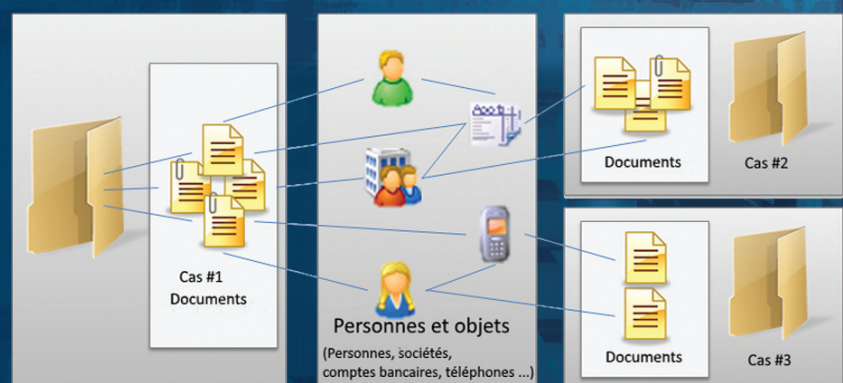 Cas #1
Documents
Personnes et objets
(Personnes, sociétés,
comptes bancaires, téléphones ...)
Documents
Cas #2
Documents
Cas #3